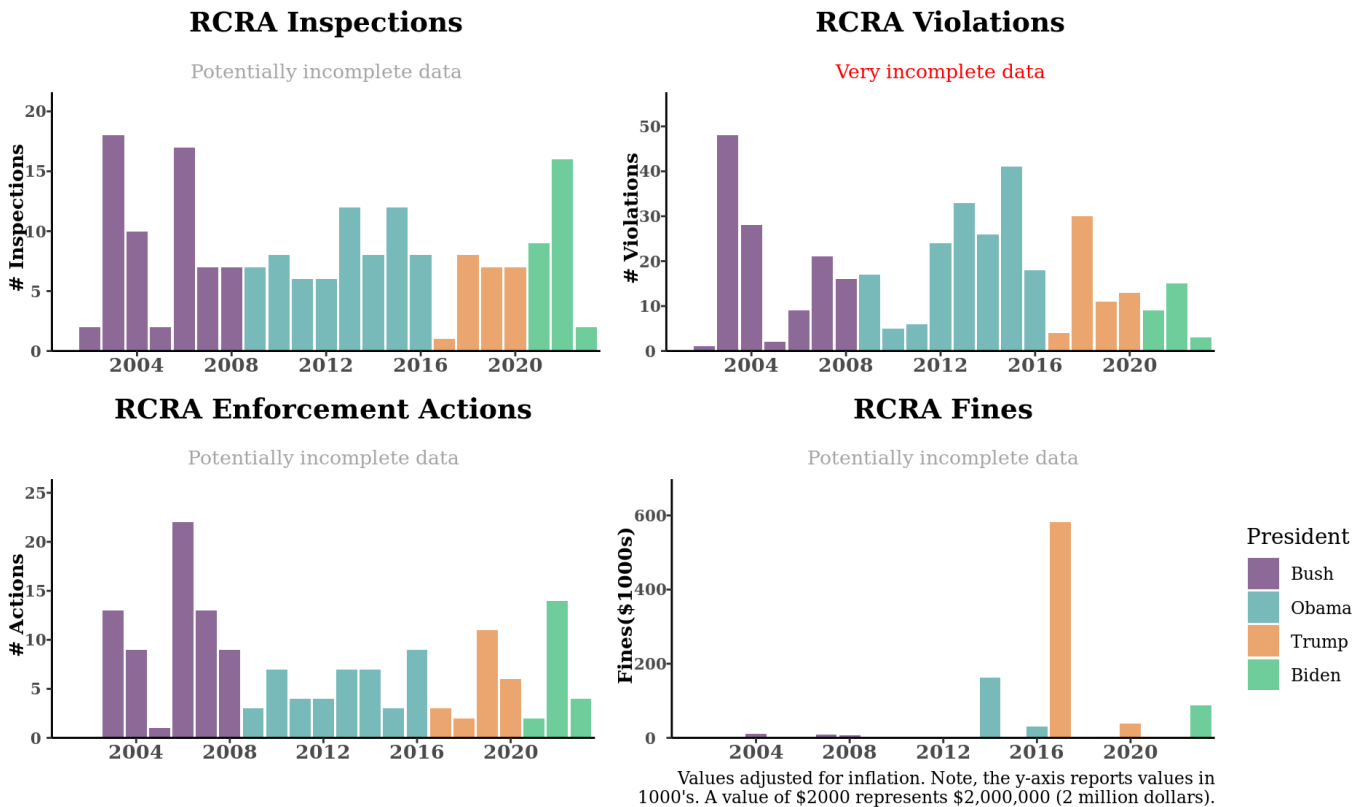 RCRA Inspections
Potentially incomplete data
# Inspections
20
15
10
5
0
2004 2008 2012 2016 2020
RCRA Violations
Very incomplete data
# Violations
50
40
30
20
10
0
2004 2008 2012 2016 2020
RCRA Enforcement Actions
Potentially incomplete data
# Actions
25
20
15
10
5
0
2004 2008 2012 2016 2020
RCRA Fines
Potentially incomplete data
Fines($1000s)
600
400
200
0
2004 2008 2012 2016 2020
Values adjusted for inflation. Note, the y-axis reports values in
1000's. A value of $2000 represents $2,000,000 (2 million dollars).
President
Bush
Obama
Trump
Biden